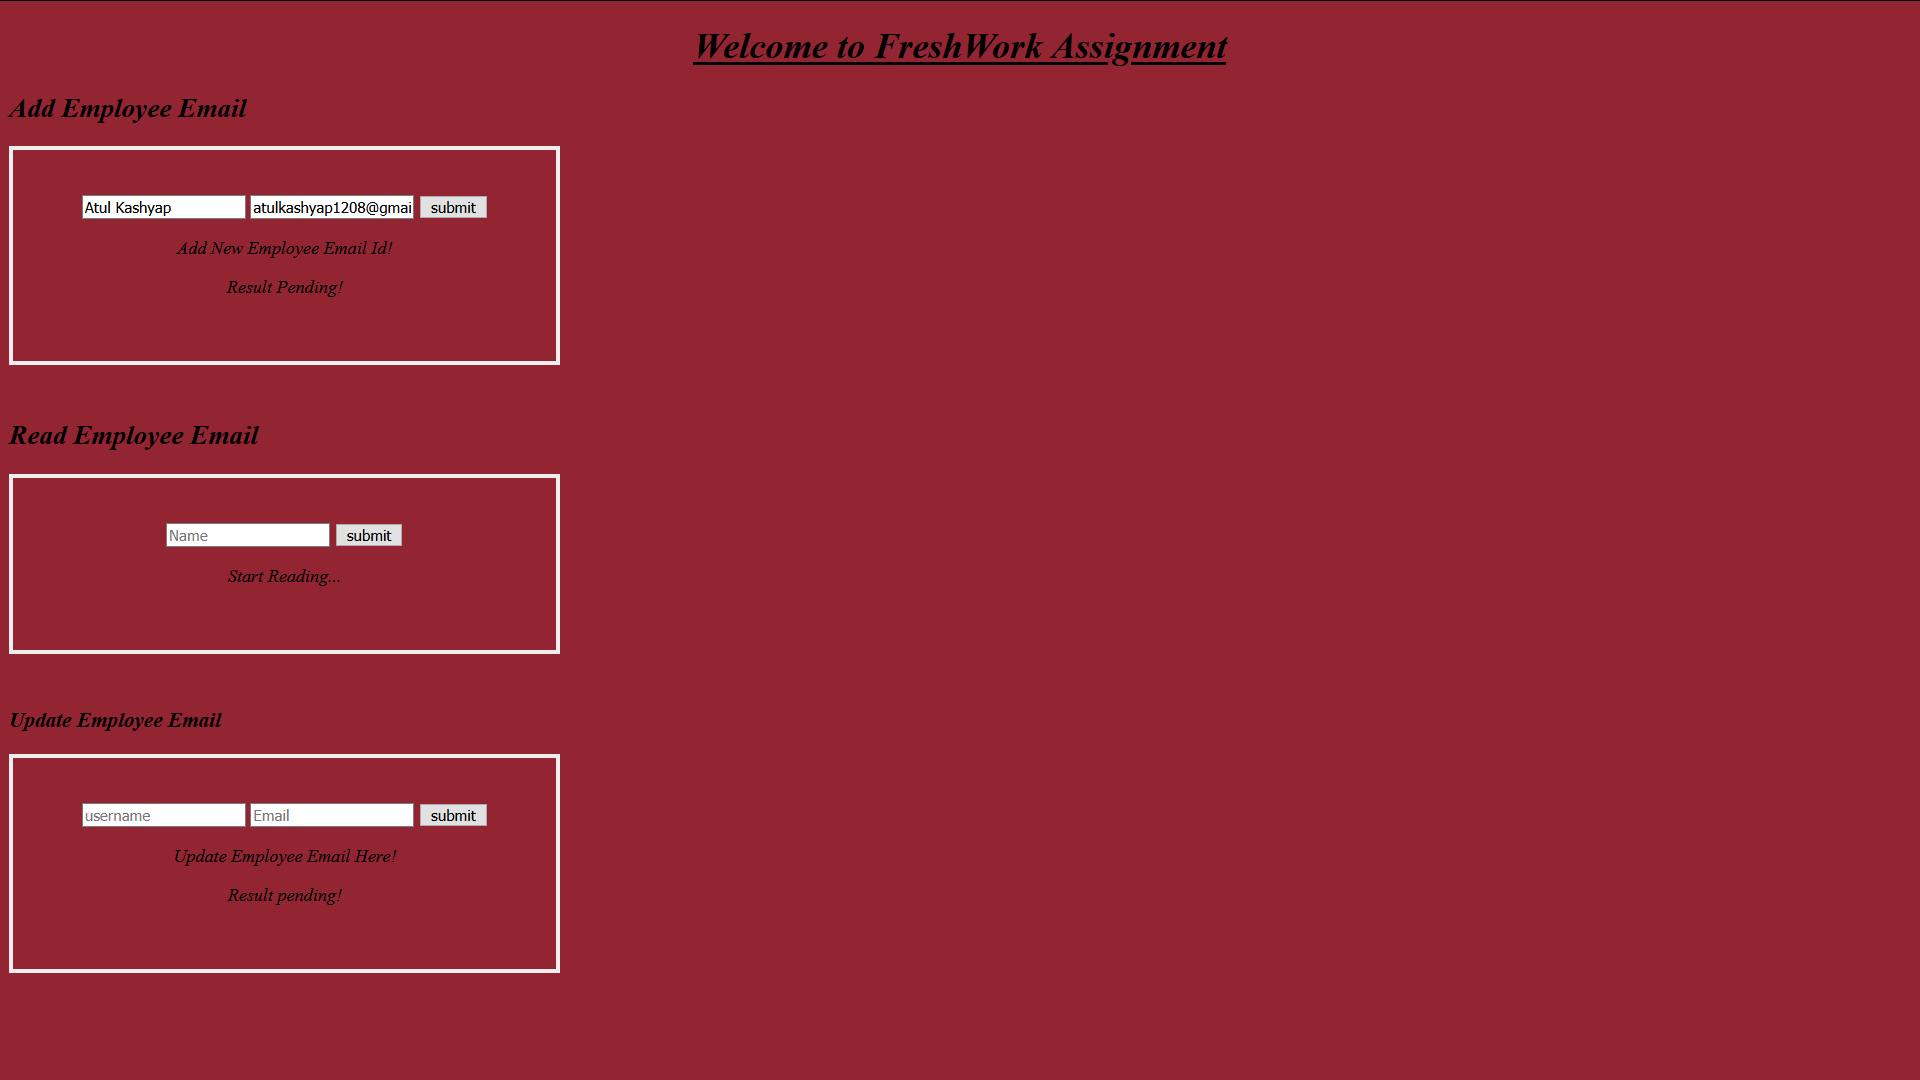 Welcome to FreshWork Assignment
Add Employee Email
Atul Kashyap atulkashyap1208@gmai submit
Add New Employee Email Id!
Result Pending!
Read Employee Email
Name submit
Start Reading...
Update Employee Email
username Email submit
Update Employee Email Here!
Result pending!